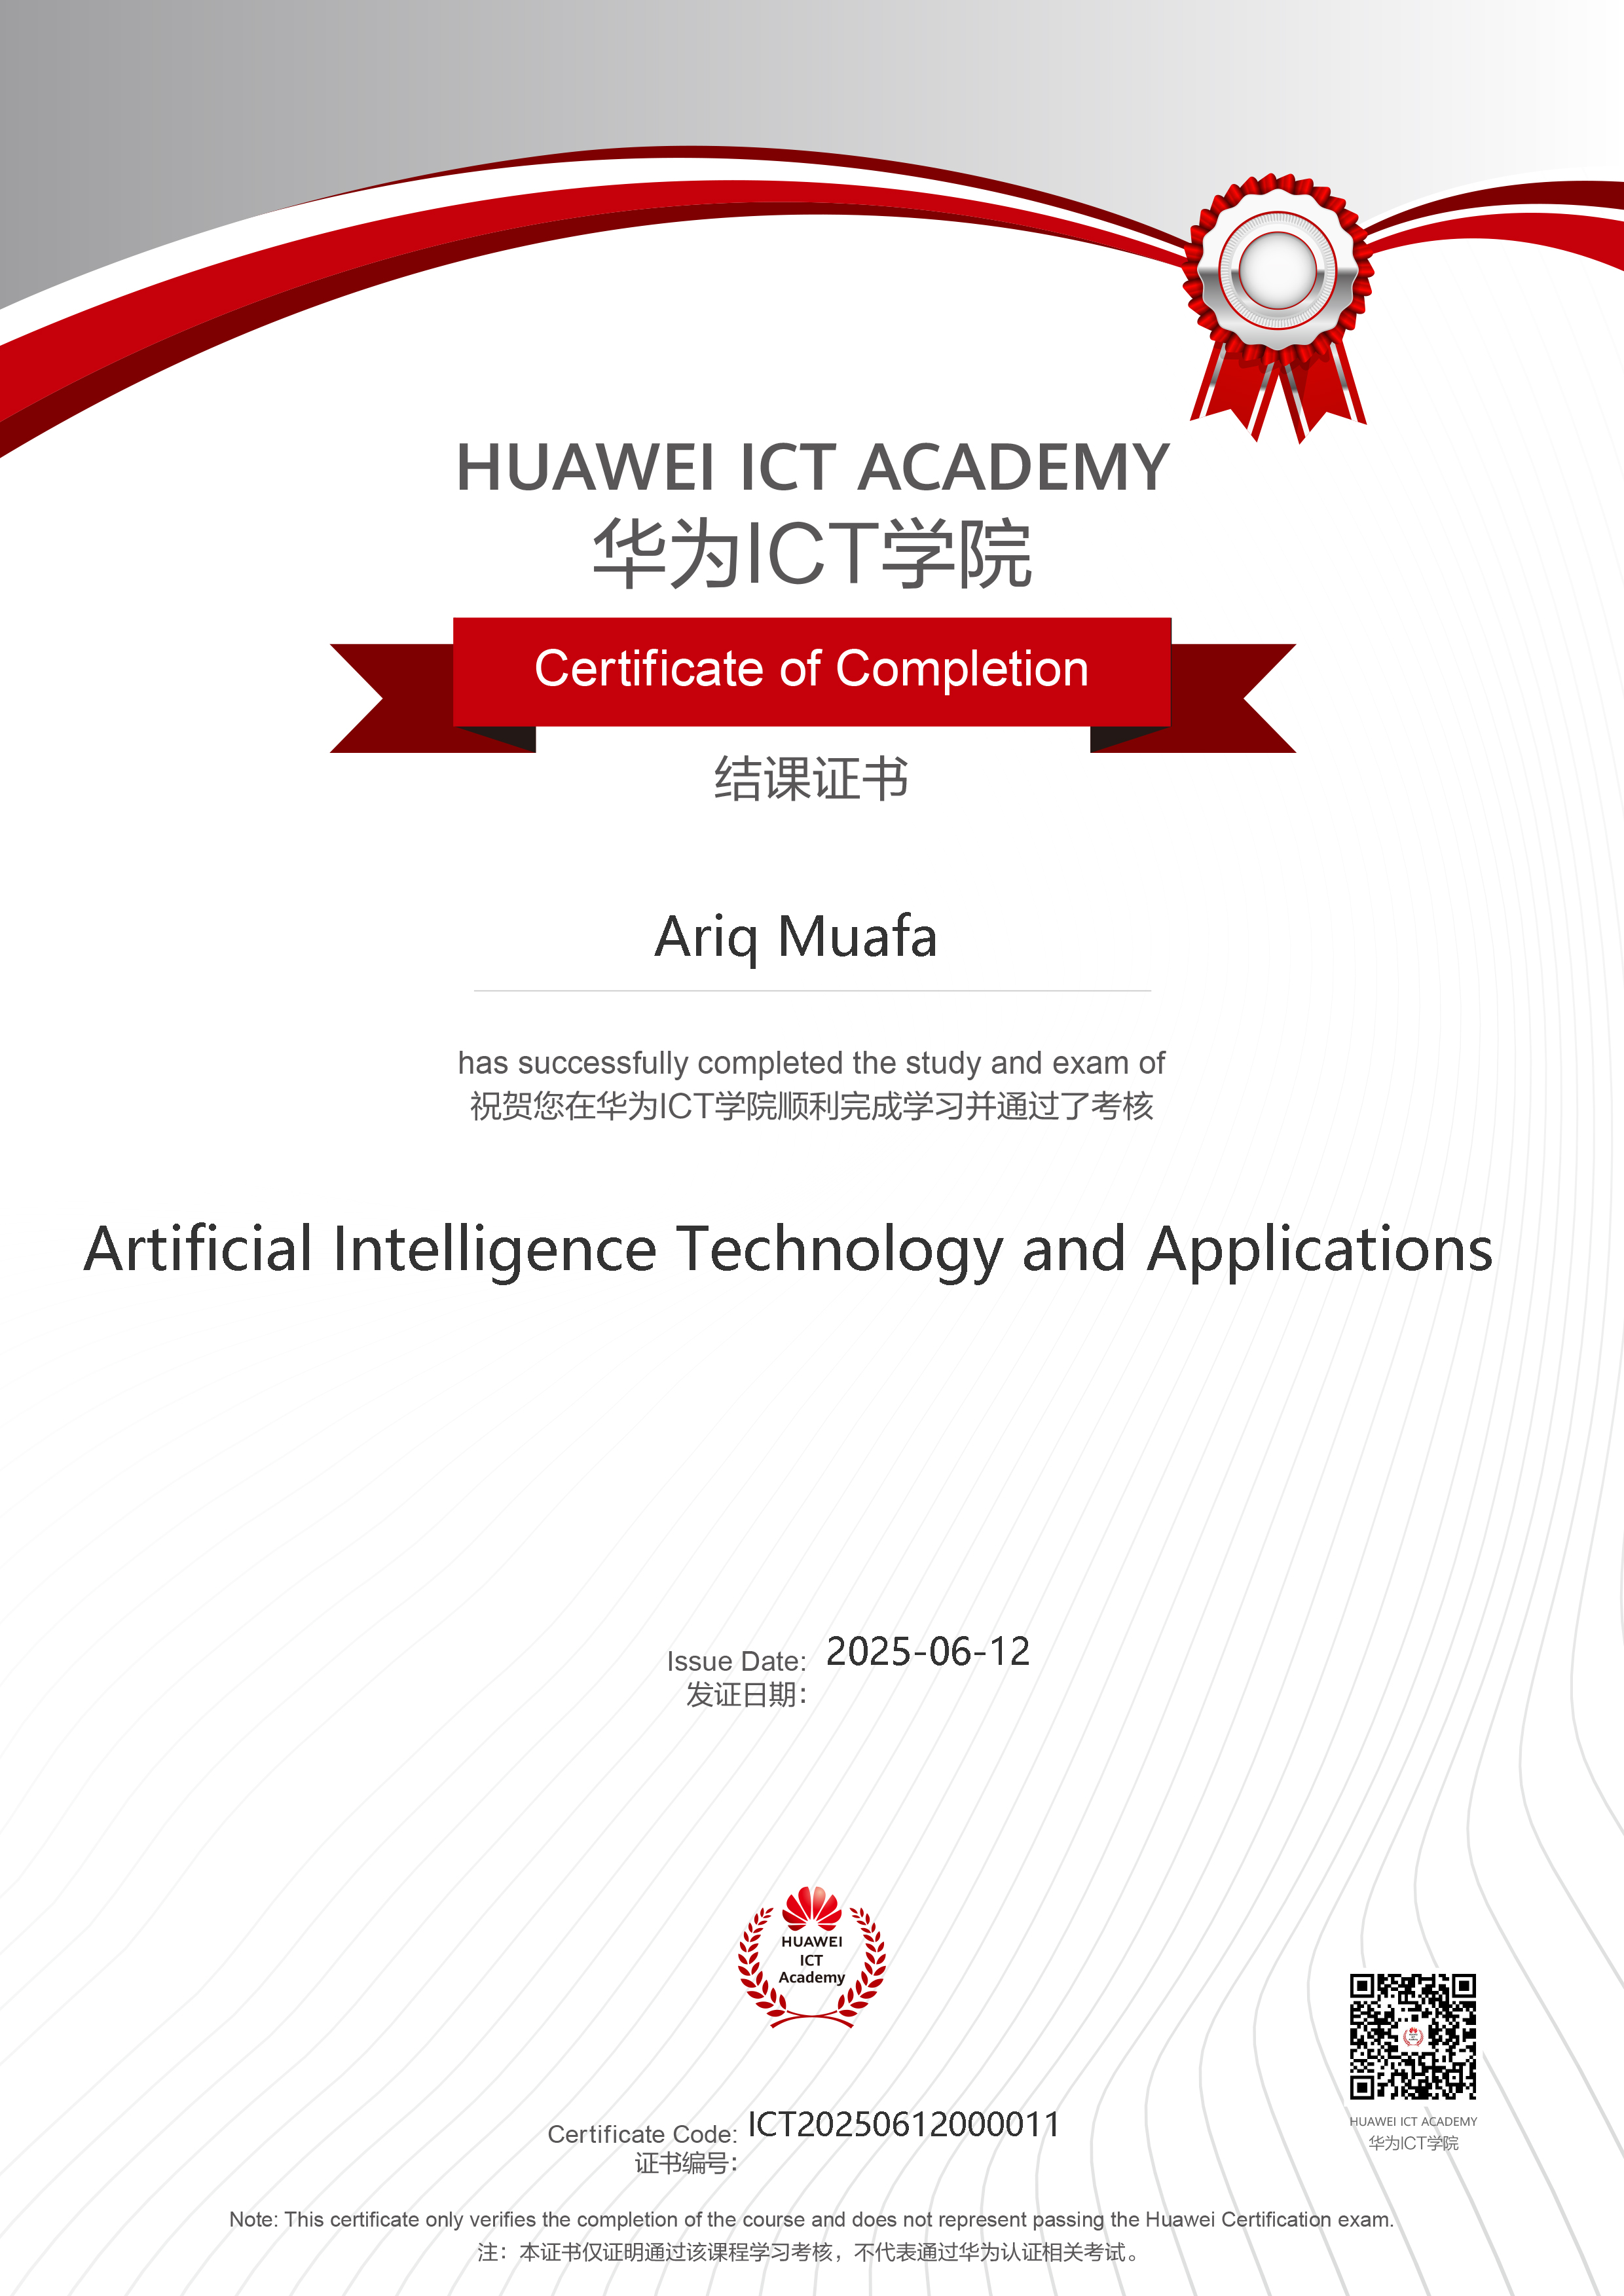 HUAWEI ICT ACADEMY
华为ICT学院
Certificate of Completion
结课证书
Ariq Muafa
has successfully completed the study and exam of
祝贺您在华为ICT学院顺利完成学习并通过了考核
Artificial Intelligence Technology and Applications
Issue Date: 2025-06-12
发证日期：
HUAWEI
ICT
Academy
HUAWEI ICT ACADEMY
华为ICT学院
Certificate Code: ICT20250612000011
证书编号：
Note: This certificate only verifies the completion of the course and does not represent passing the Huawei Certification exam.
注：本证书仅证明通过该课程学习考核，不代表通过华为认证相关考试。